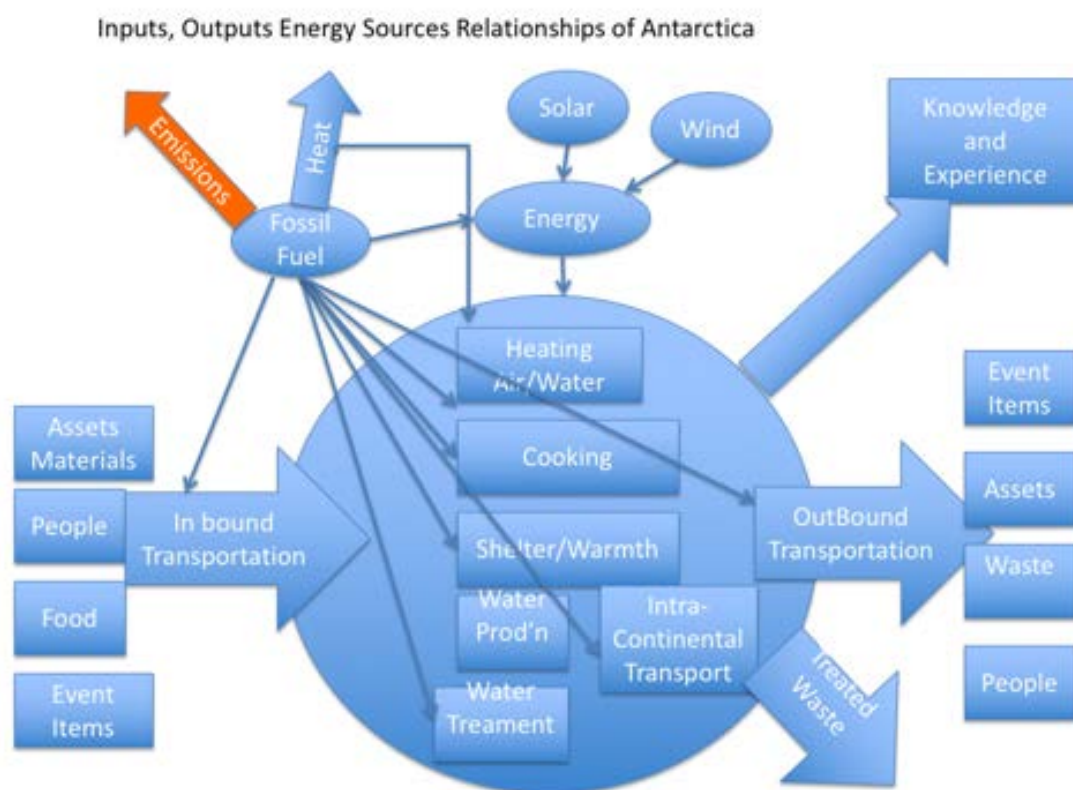 Inputs, Outputs Energy Sources Relationships of Antarctica
Emissions
Heat
Solar
Wind
Knowledge
and
Experience
Fossil
Fuel
Energy
Heating
Air/Water
Event
Items
Assets
Materials
Cooking
Assets
People
In bound
Transportation
Shelter/Warmth
OutBound
Transportation
Waste
Food
Water
Prod'n
Intra-
Continental
Transport
Treated
Waste
People
Event
Items
Water
Treament